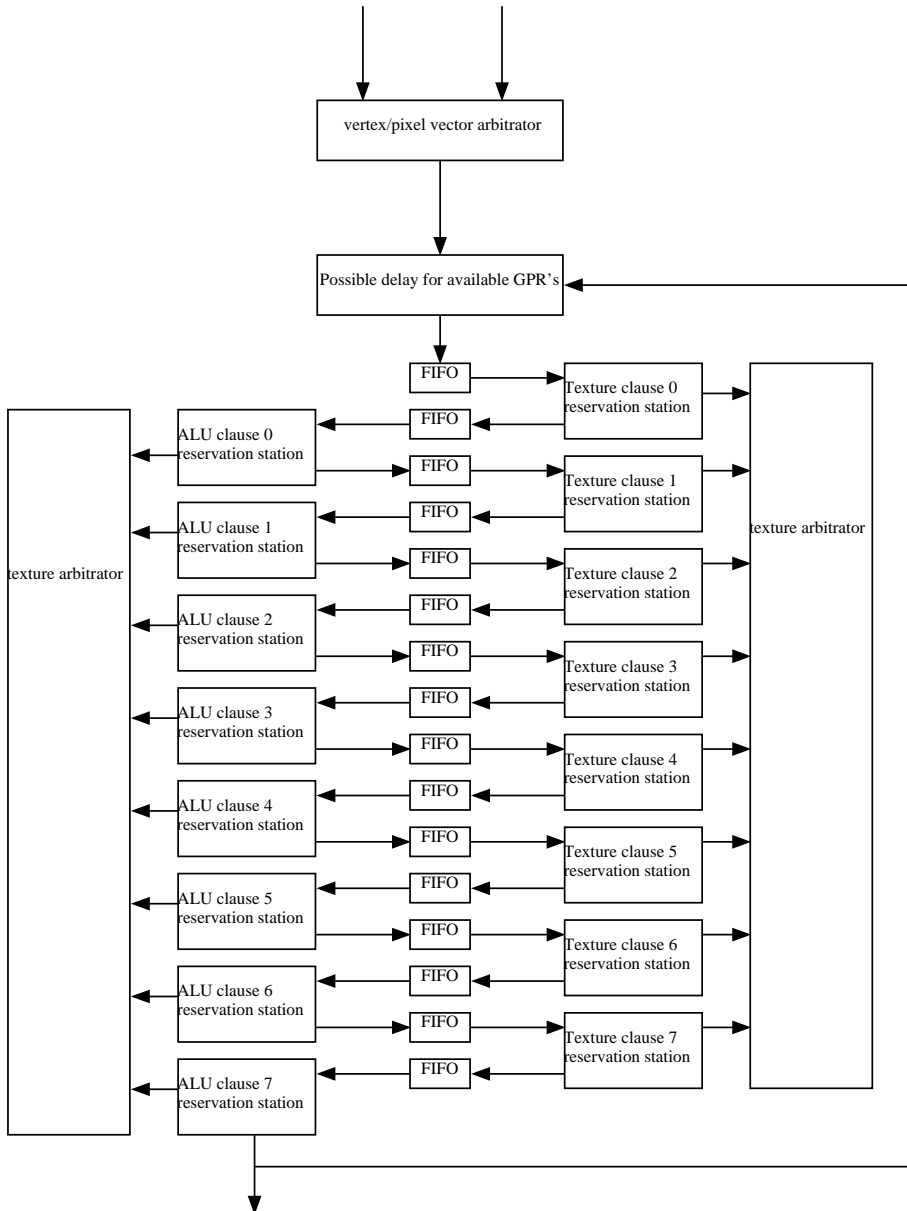 vertex/pixel vector arbitrator
Possible delay for available GPR's
FIFO
Texture clause 0
reservation station
FIFO
ALU clause 0
reservation station
FIFO
Texture clause 1
reservation station
FIFO
ALU clause 1
reservation station
FIFO
Texture clause 2
reservation station
FIFO
ALU clause 2
reservation station
FIFO
Texture clause 3
reservation station
FIFO
ALU clause 3
reservation station
FIFO
Texture clause 4
reservation station
FIFO
ALU clause 4
reservation station
FIFO
Texture clause 5
reservation station
FIFO
ALU clause 5
reservation station
FIFO
Texture clause 6
reservation station
FIFO
ALU clause 6
reservation station
FIFO
Texture clause 7
reservation station
FIFO
ALU clause 7
reservation station
texture arbitrator
texture arbitrator